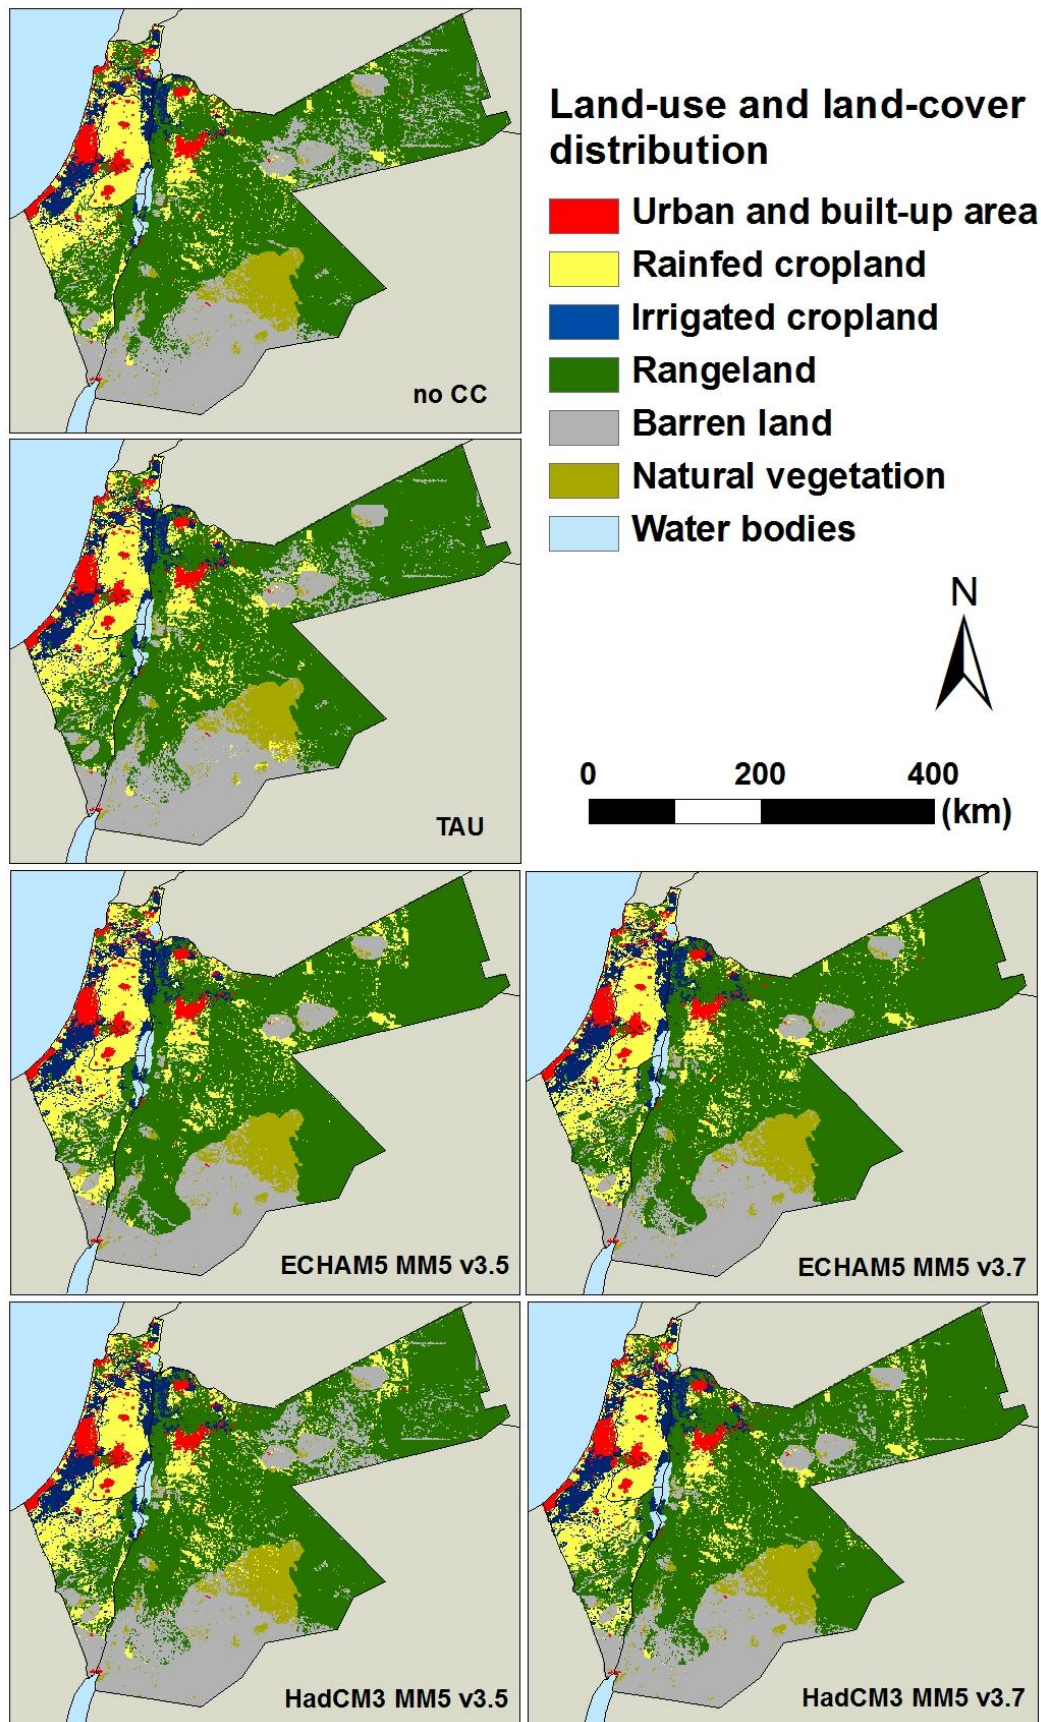 Land-use and land-cover
distribution
Urban and built-up area
Rainfed cropland
Irrigated cropland
Rangeland
Barren land
Natural vegetation
Water bodies
no CC
N
0 200 400
(km)
TAU
ECHAM5 MM5 v3.5
ECHAM5 MM5 v3.7
HadCM3 MM5 v3.5
HadCM3 MM5 v3.7